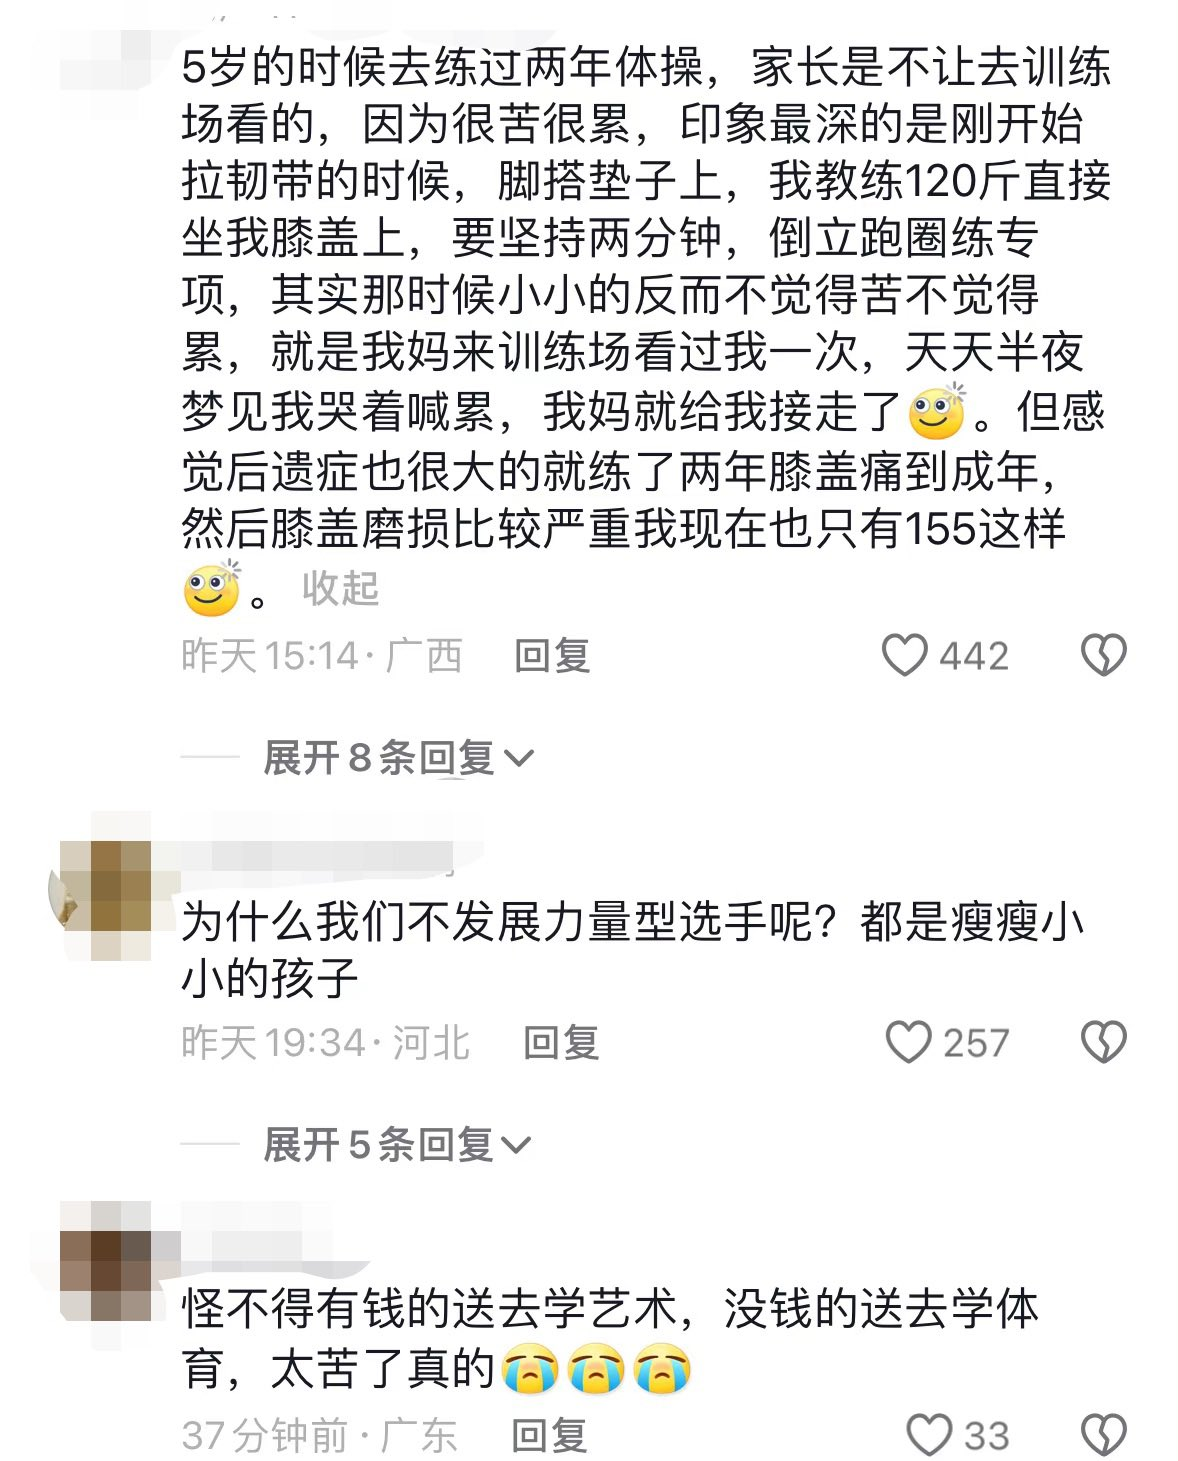 5岁的时候去练过两年体操，家长是不让去训练
场看的，因为很苦很累，印象最深的是刚开始
拉韧带的时候，脚搭垫子上，我教练120斤直接
坐我膝盖上，要坚持两分钟，倒立跑圈练专
项，其实那时候小小的反而不觉得苦不觉得
累，就是我妈来训练场看过我一次，天天半夜
梦见我哭着喊累，我妈就给我接走了。但感
觉后遗症也很大的就练了两年膝盖痛到成年，
然后膝盖磨损比较严重我现在也只有155这样
。 收起
昨天15:14·广西 回复 442
展开8条回复
为什么我们不发展力量型选手呢？都是瘦瘦小
小的孩子
昨天19:34·河北 回复 257
展开5条回复
怪不得有钱的送去学艺术，没钱的送去学体
育，太苦了真的😭😭😭
37分钟前·广东 回复 33